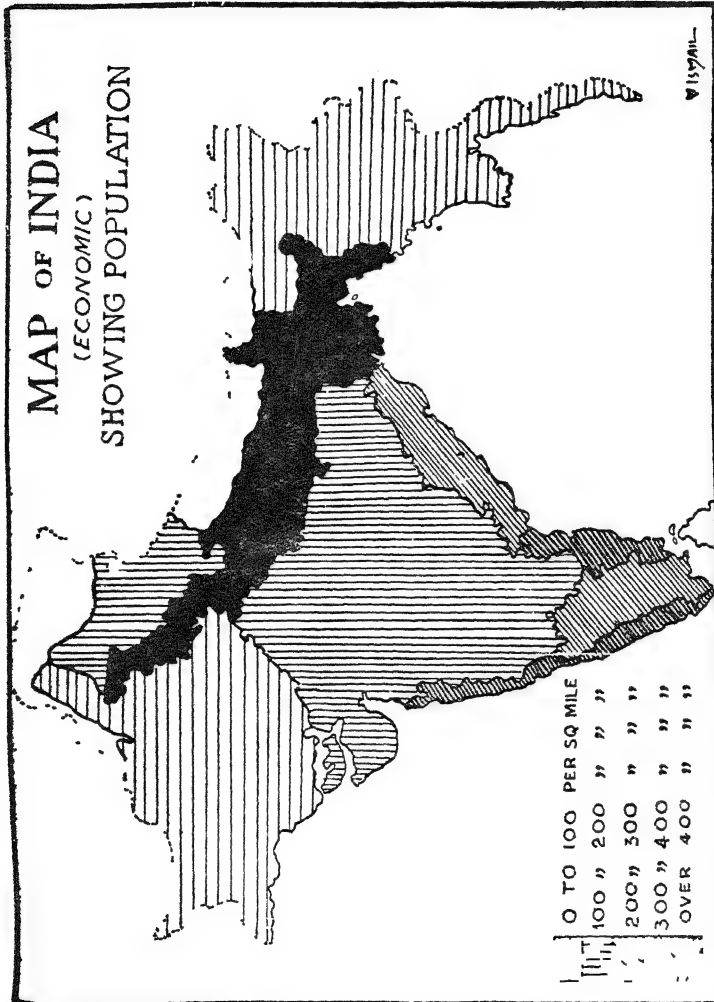 MAP OF INDIA
(ECONOMIC)
SHOWING POPULATION
0 TO 100 PER SQ MILE
100 " 200 " " "
200 " 300 " " "
300 " 400 " " "
OVER 400 " " "
ISMAIL